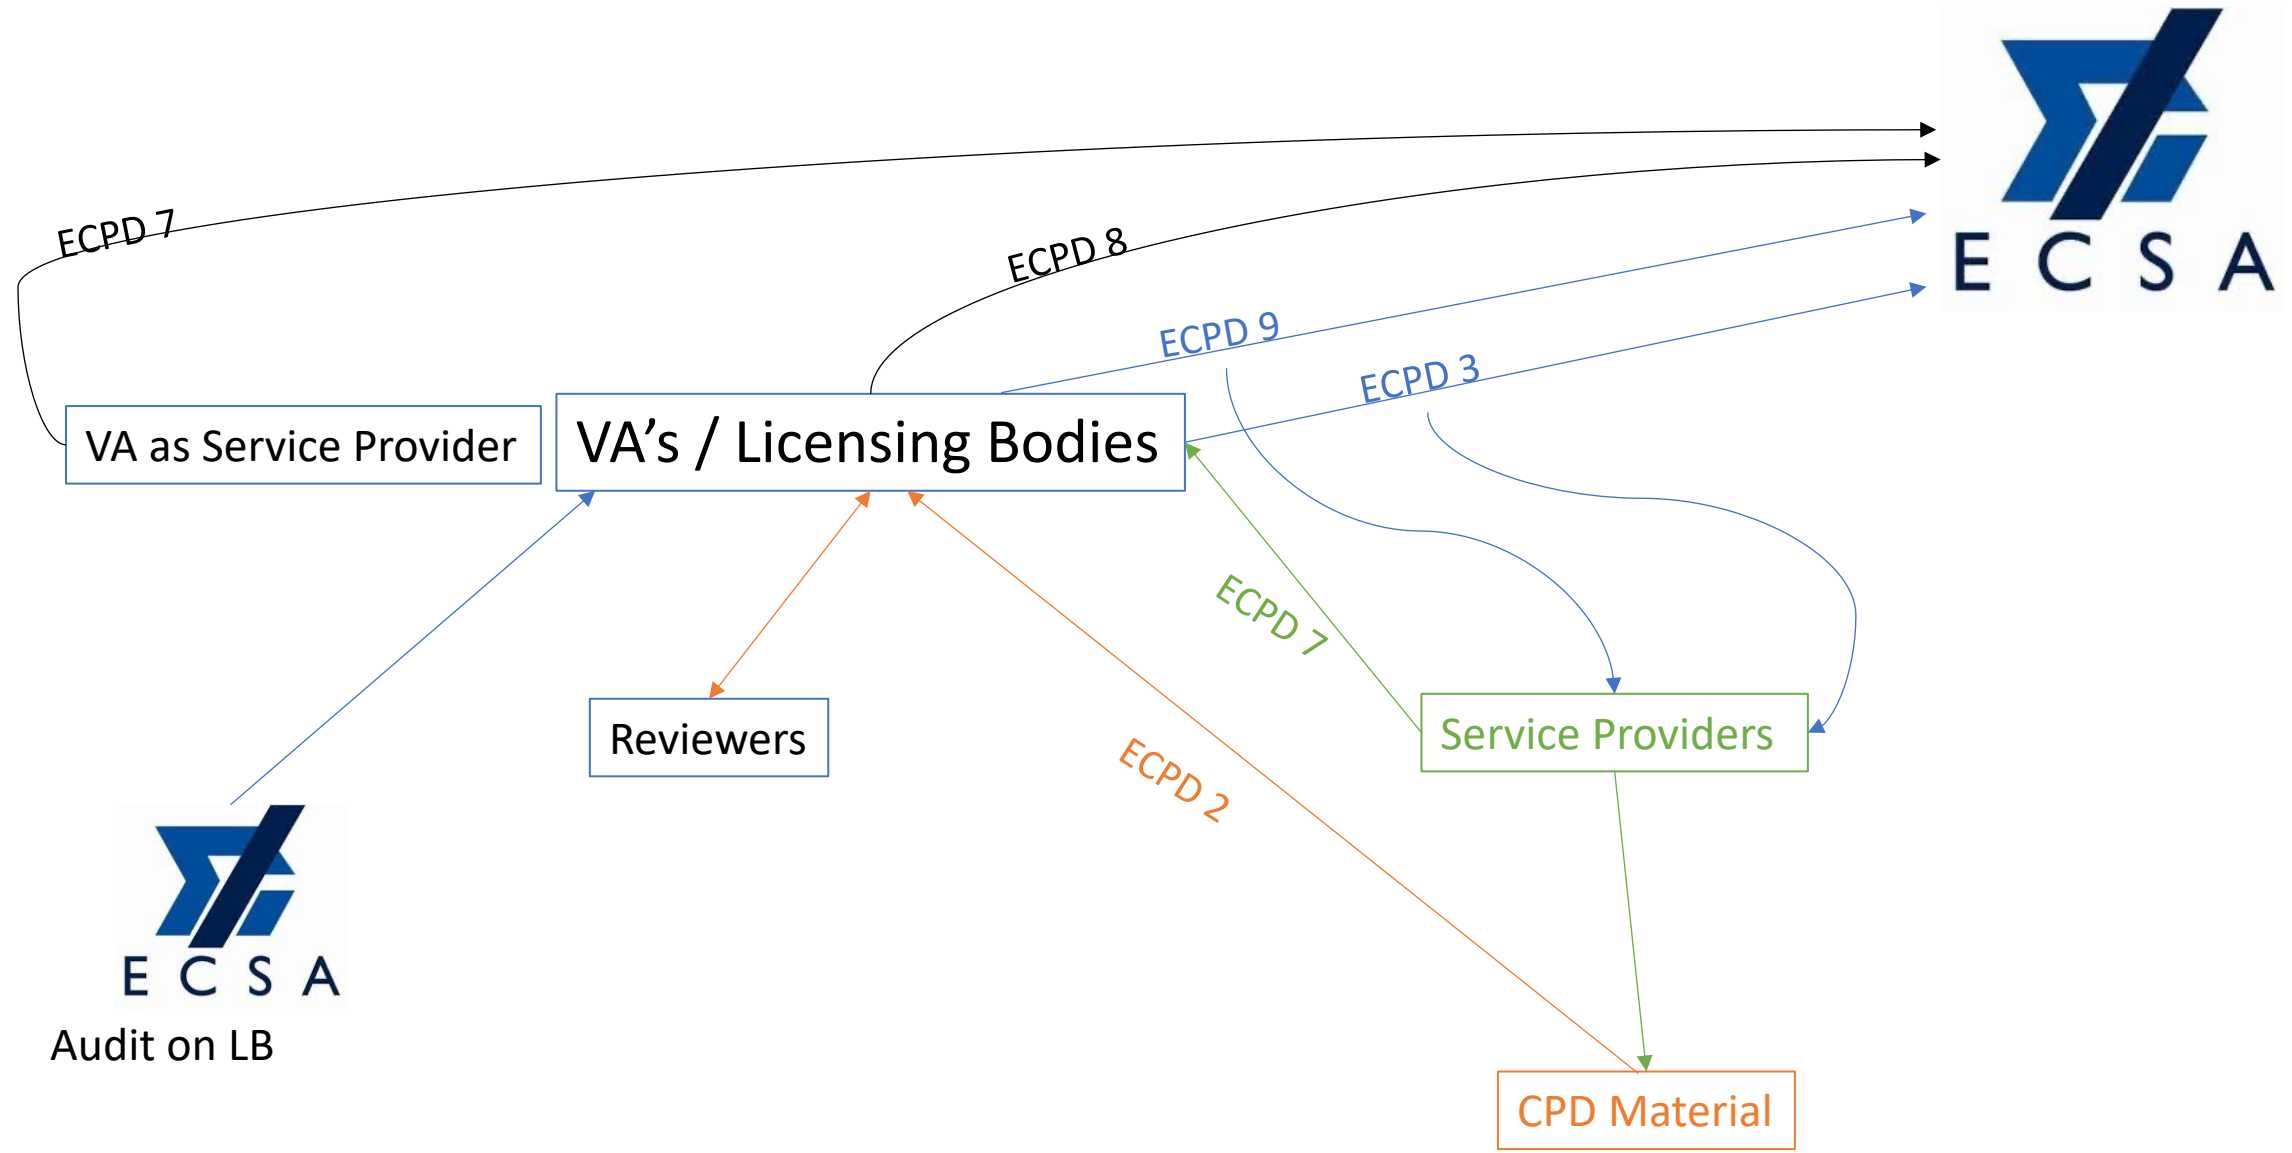 ECSA
ECPD 7
ECPD 8
ECPD 9
ECPD 3
VA as Service Provider
VA's / Licensing Bodies
ECPD 7
Reviewers
Service Providers
ECPD 2
ECSA
Audit on LB
CPD Material